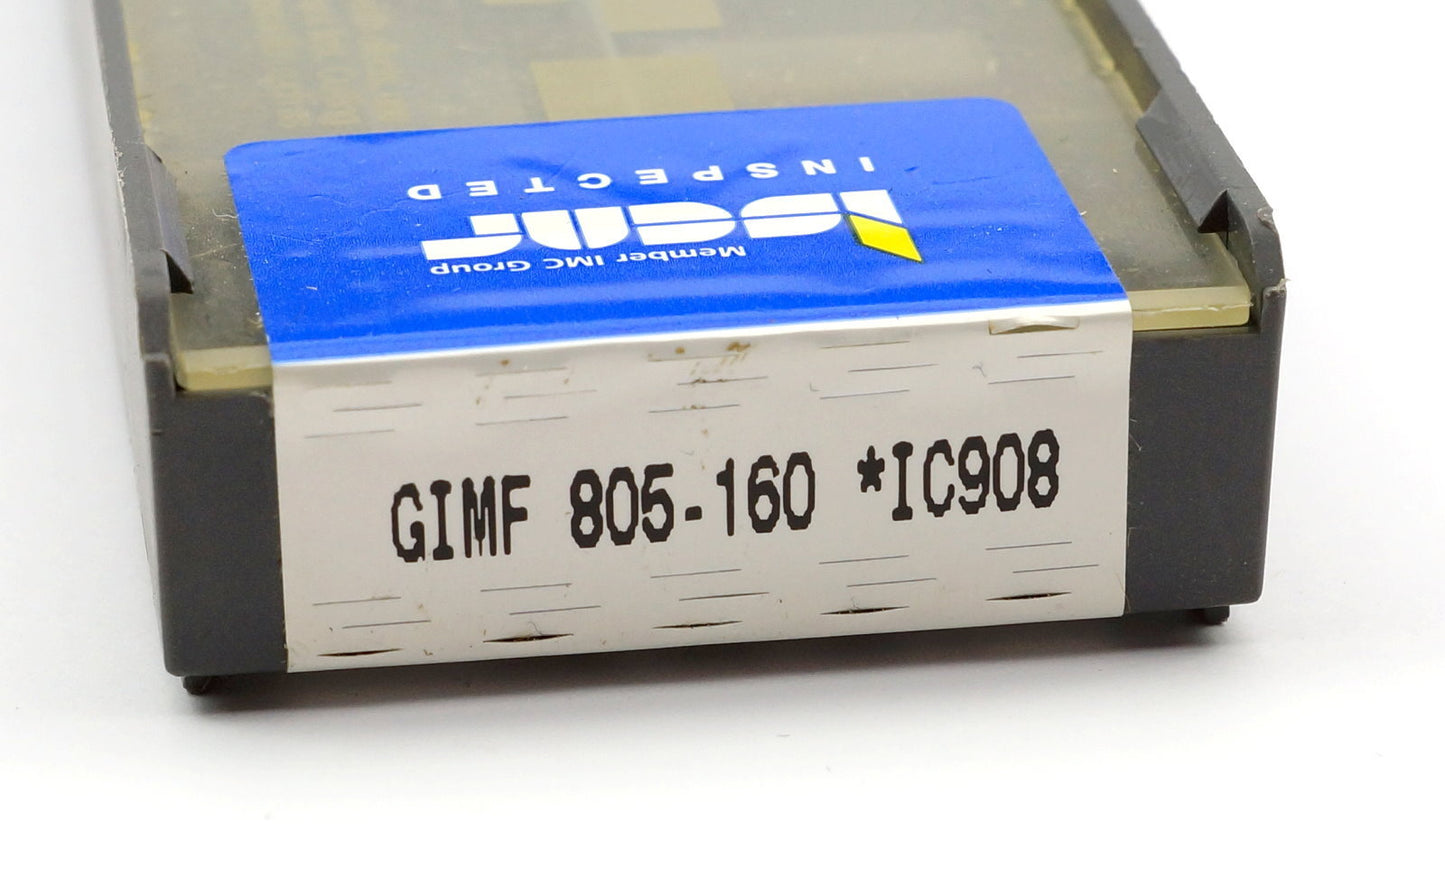 INSPECTED
iscar
Member IMC Group
GIMF 805-160 *IC908